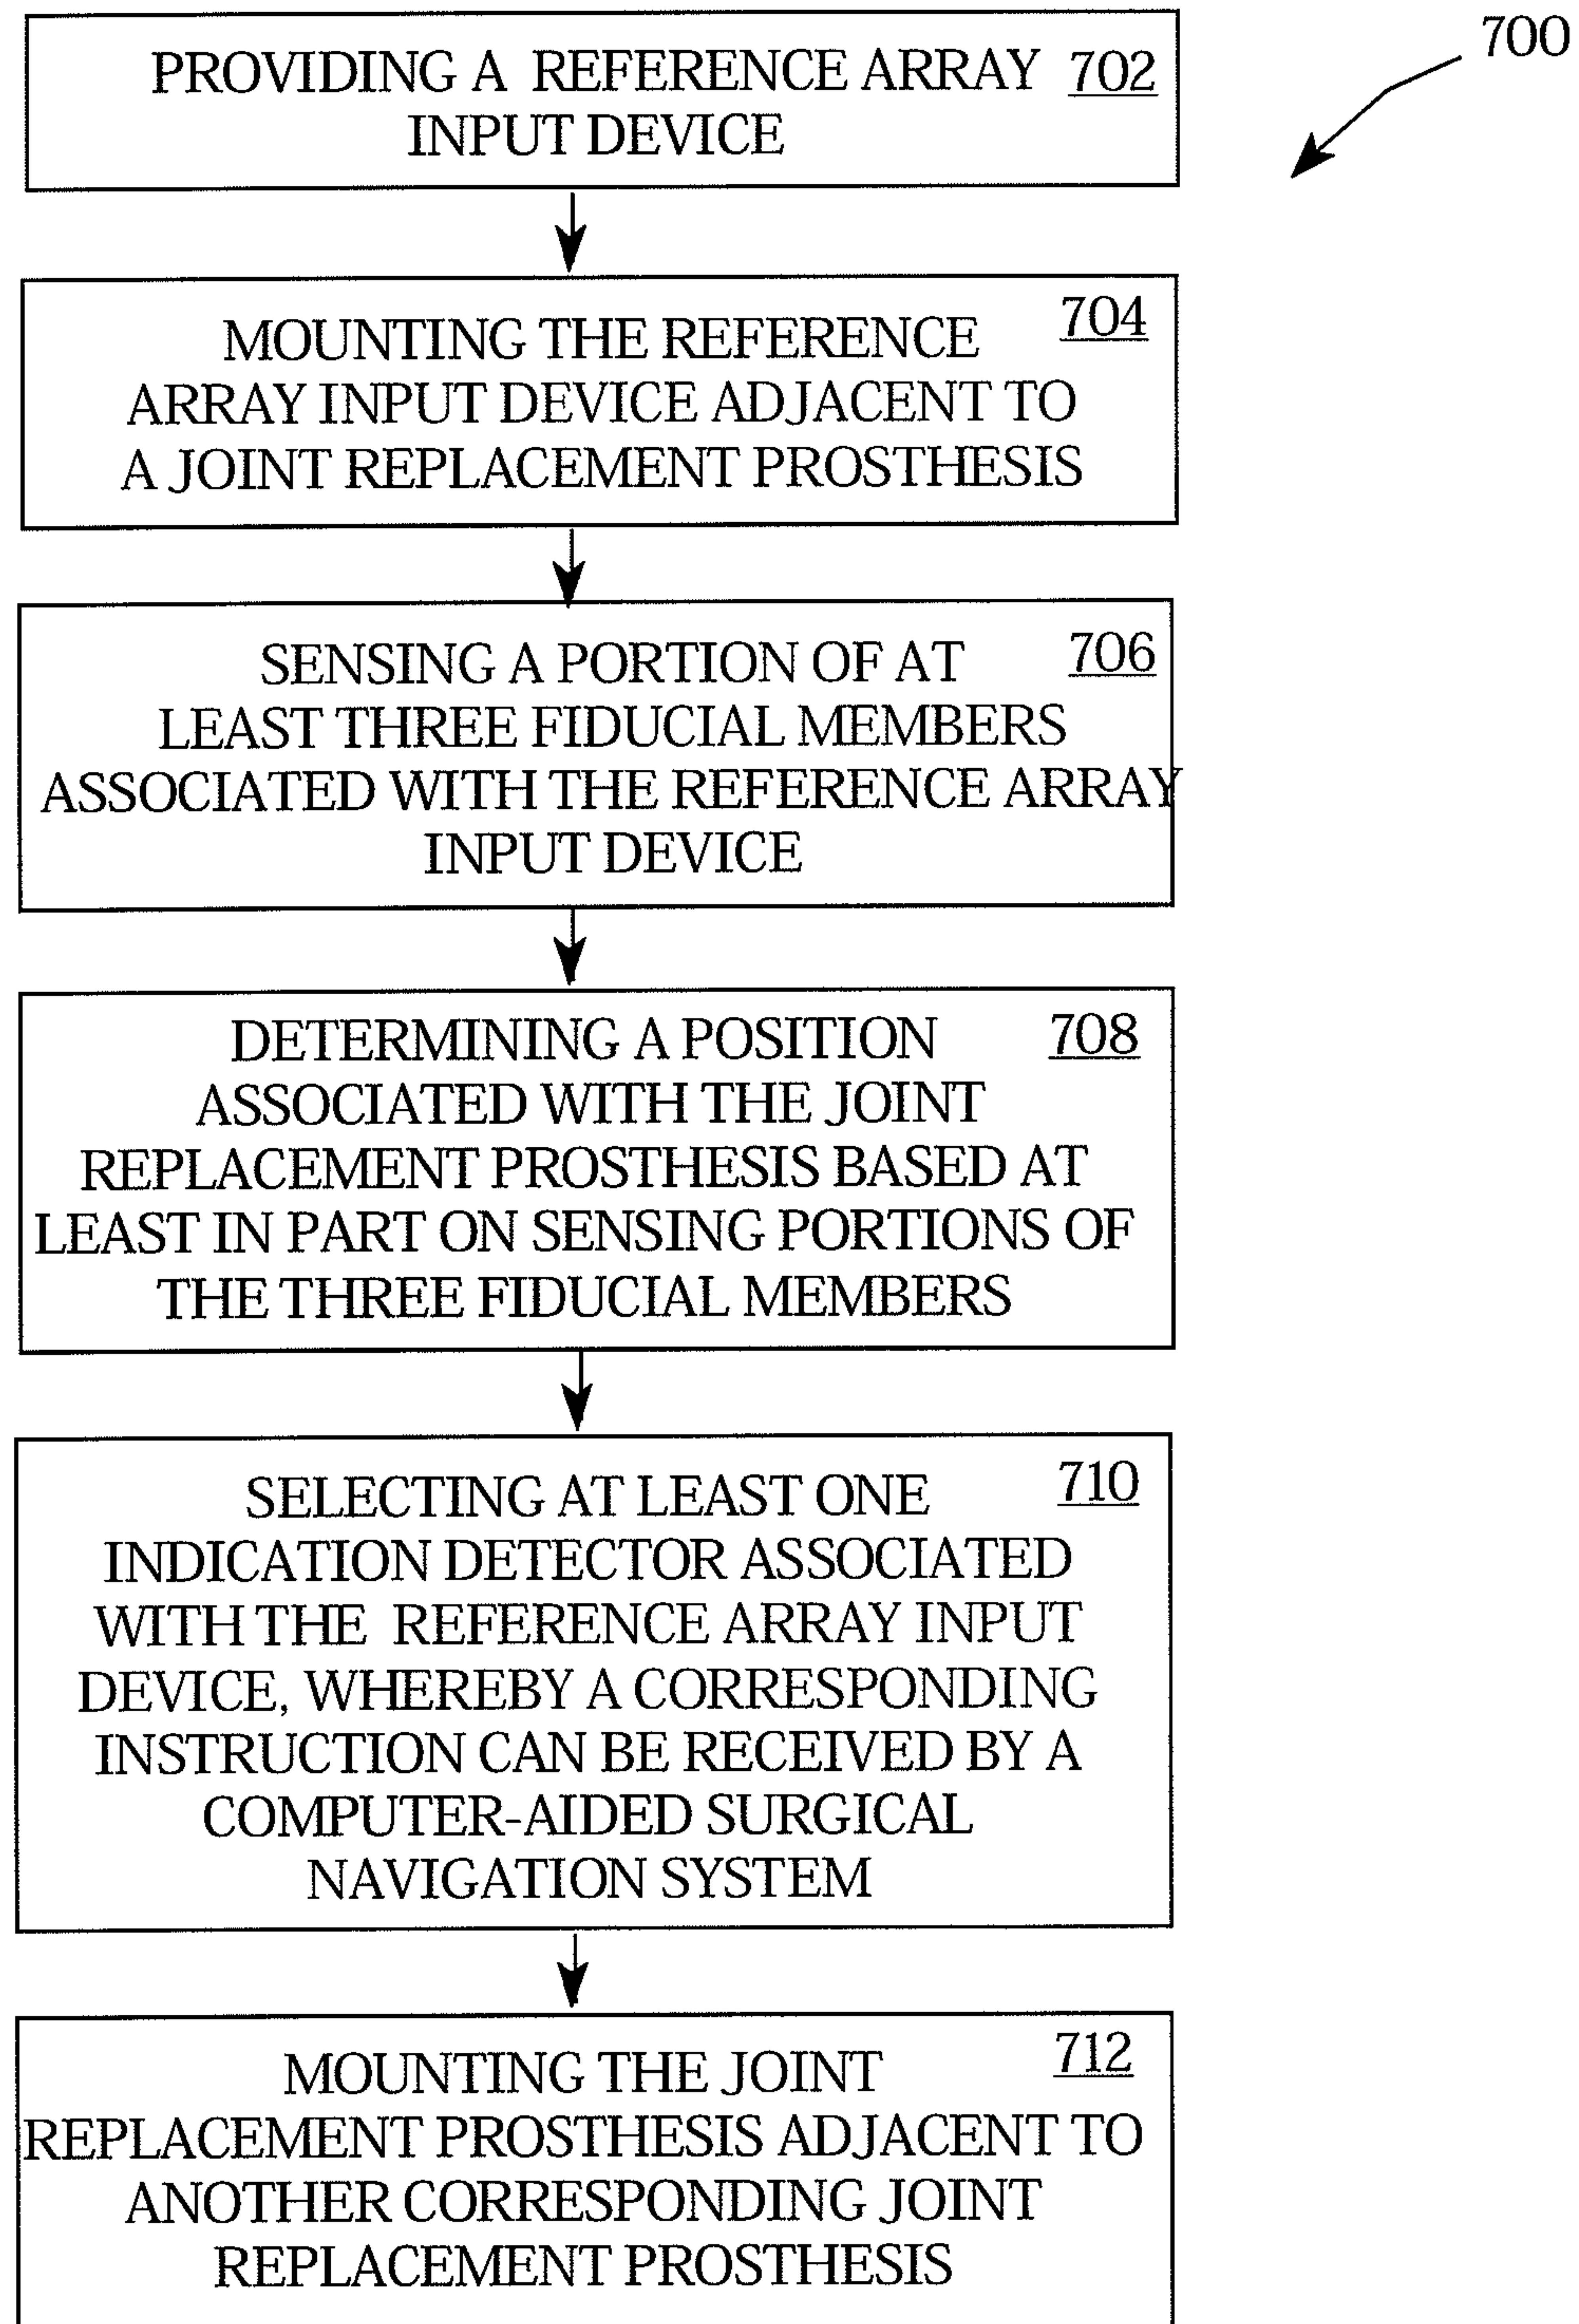 700
PROVIDING A REFERENCE ARRAY 702
INPUT DEVICE
704
MOUNTING THE REFERENCE
ARRAY INPUT DEVICE ADJACENT TO
A JOINT REPLACEMENT PROSTHESIS
706
SENSING A PORTION OF AT
LEAST THREE FIDUCIAL MEMBERS
ASSOCIATED WITH THE REFERENCE ARRAY
INPUT DEVICE
708
DETERMINING A POSITION
ASSOCIATED WITH THE JOINT
REPLACEMENT PROSTHESIS BASED AT
LEAST IN PART ON SENSING PORTIONS OF
THE THREE FIDUCIAL MEMBERS
710
SELECTING AT LEAST ONE
INDICATION DETECTOR ASSOCIATED
WITH THE REFERENCE ARRAY INPUT
DEVICE, WHEREBY A CORRESPONDING
INSTRUCTION CAN BE RECEIVED BY A
COMPUTER-AIDED SURGICAL
NAVIGATION SYSTEM
712
MOUNTING THE JOINT
REPLACEMENT PROSTHESIS ADJACENT TO
ANOTHER CORRESPONDING JOINT
REPLACEMENT PROSTHESIS